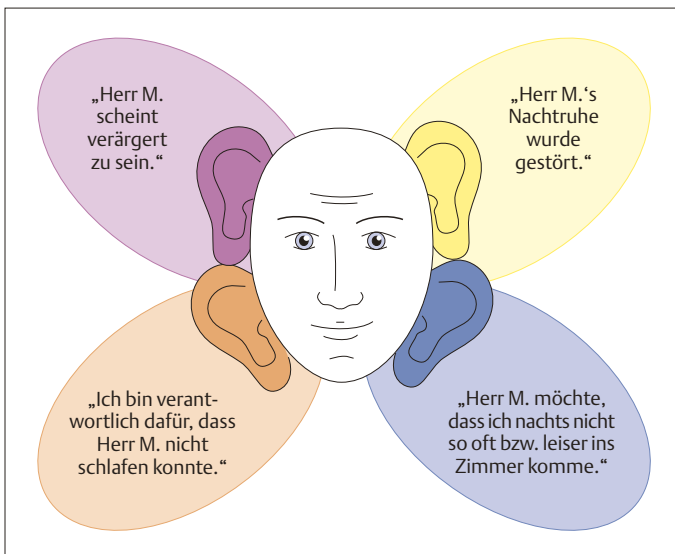 „Herr M.
scheint
verärgert
zu sein.“
„Herr M.‘s
Nachtruhe
wurde
gestört.“
„Ich bin verant-
wortlich dafür, dass
Herr M. nicht
schlafen konnte.“
„Herr M. möchte,
dass ich nachts nicht
so oft bzw. leiser ins
Zimmer komme.“